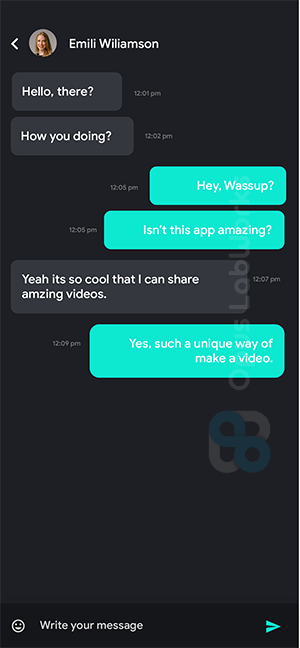 Emili Wiliamson
Hello, there?
12:01 pm
How you doing?
12:02 pm
12:05 pm
Hey, Wassup?
12:05 pm
Isn't this app amazing?
Yeah its so cool that I can share
amzing videos.
12:07 pm
12:09 pm
Yes, such a unique way of
make a video.
Opus LabWorks
Write your message